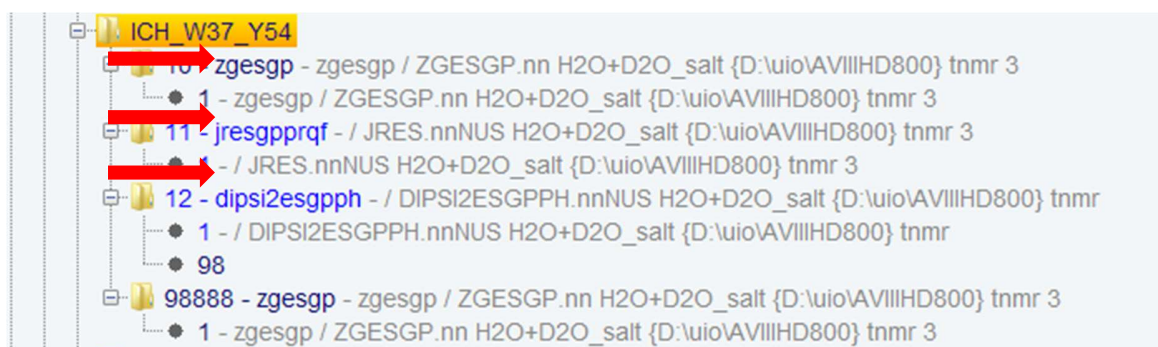 ICH_W37_Y54
10 - zgesgp - zgesgp / ZGESGP.nn H2O+D2O_salt {D:\uio\AVIIIHD800} tnmr 3
1 - zgesgp / ZGESGP.nn H2O+D2O_salt {D:\uio\AVIIIHD800} tnmr 3
11 - jresgpprqf - / JRES.nnNUS H2O+D2O_salt {D:\uio\AVIIIHD800} tnmr 3
1 - / JRES.nnNUS H2O+D2O_salt {D:\uio\AVIIIHD800} tnmr 3
12 - dipsi2esgpph - / DIPSI2ESGPPH.nnNUS H2O+D2O_salt {D:\uio\AVIIIHD800} tnmr
1 - / DIPSI2ESGPPH.nnNUS H2O+D2O_salt {D:\uio\AVIIIHD800} tnmr
98
98888 - zgesgp - zgesgp / ZGESGP.nn H2O+D2O_salt {D:\uio\AVIIIHD800} tnmr 3
1 - zgesgp / ZGESGP.nn H2O+D2O_salt {D:\uio\AVIIIHD800} tnmr 3